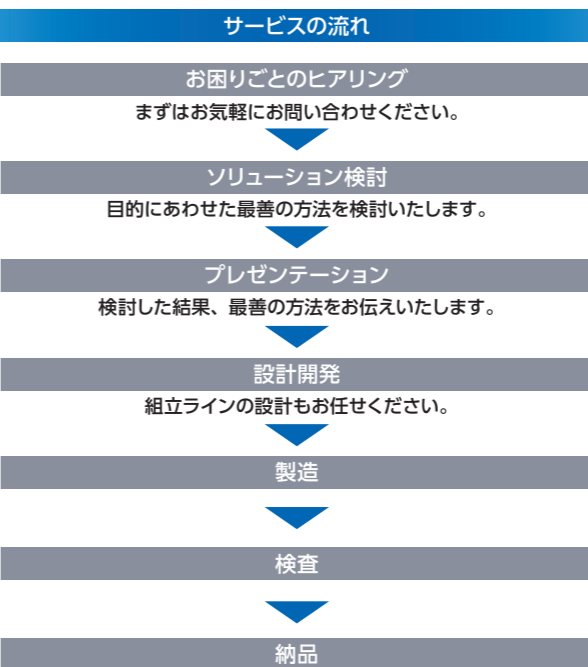 サービスの流れ
お困りごとのヒアリング
まずはお気軽にお問い合わせください。
ソリューション検討
目的にあわせた最善の方法を検討いたします。
プレゼンテーション
検討した結果、最善の方法をお伝えいたします。
設計開発
組立ラインの設計もお任せください。
製造
検査
納品